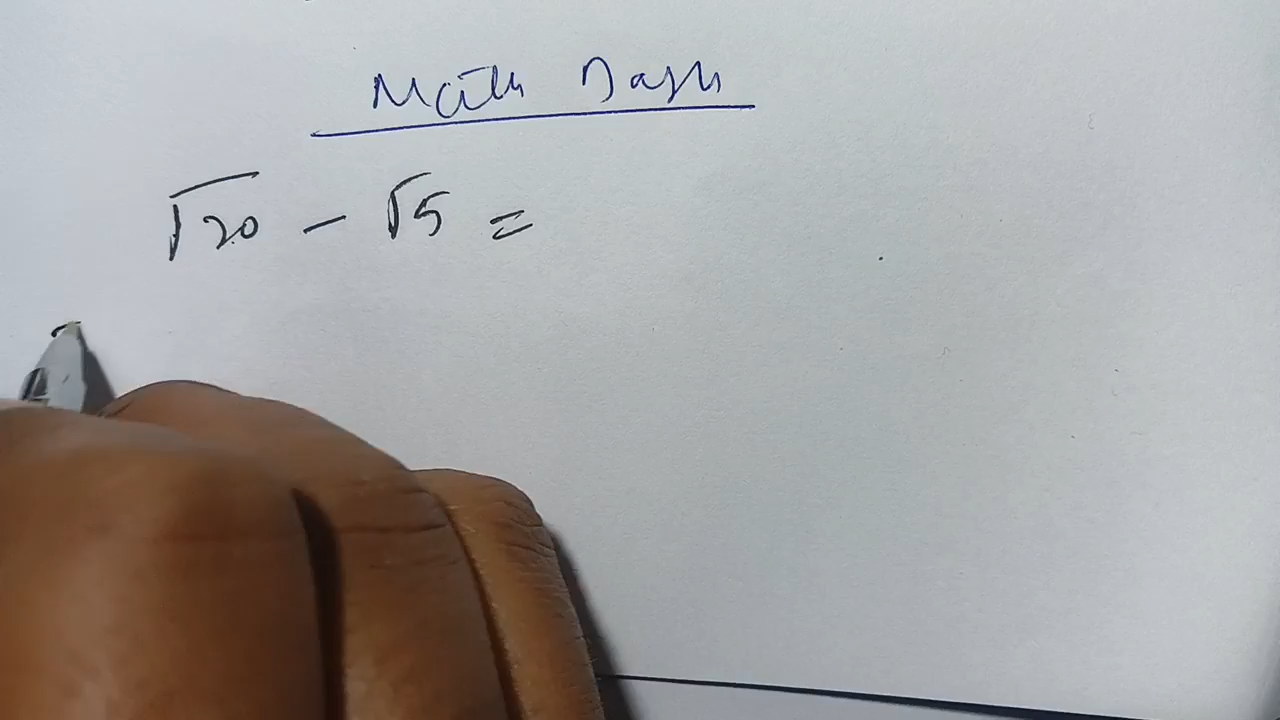 Math Dash
√20 - √5 =